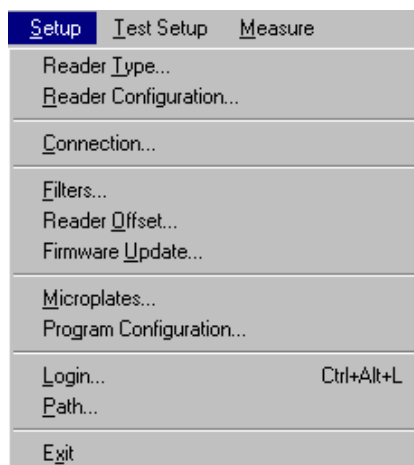 Setup Test Setup Measure
Reader Type...
Reader Configuration...
Connection...
Filters...
Reader Offset...
Firmware Update...
Microplates...
Program Configuration...
Login... Ctrl+Alt+L
Path...
Exit